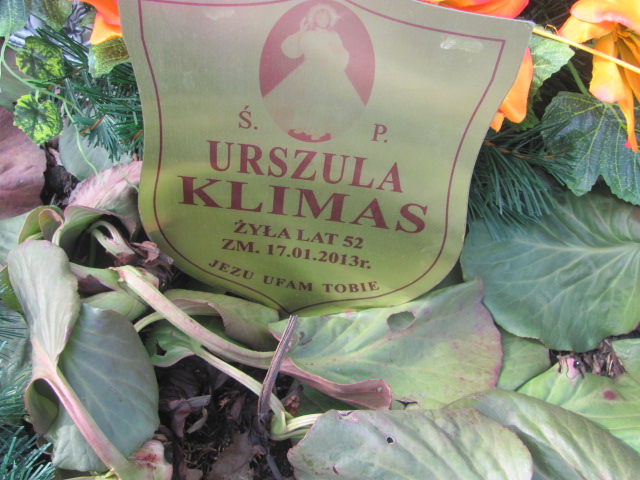 Ś. P.
URSZULA
KLIMAS
ŻYŁA LAT 52
ZM. 17.01.2013r.
JEZU UFAM TOBIE